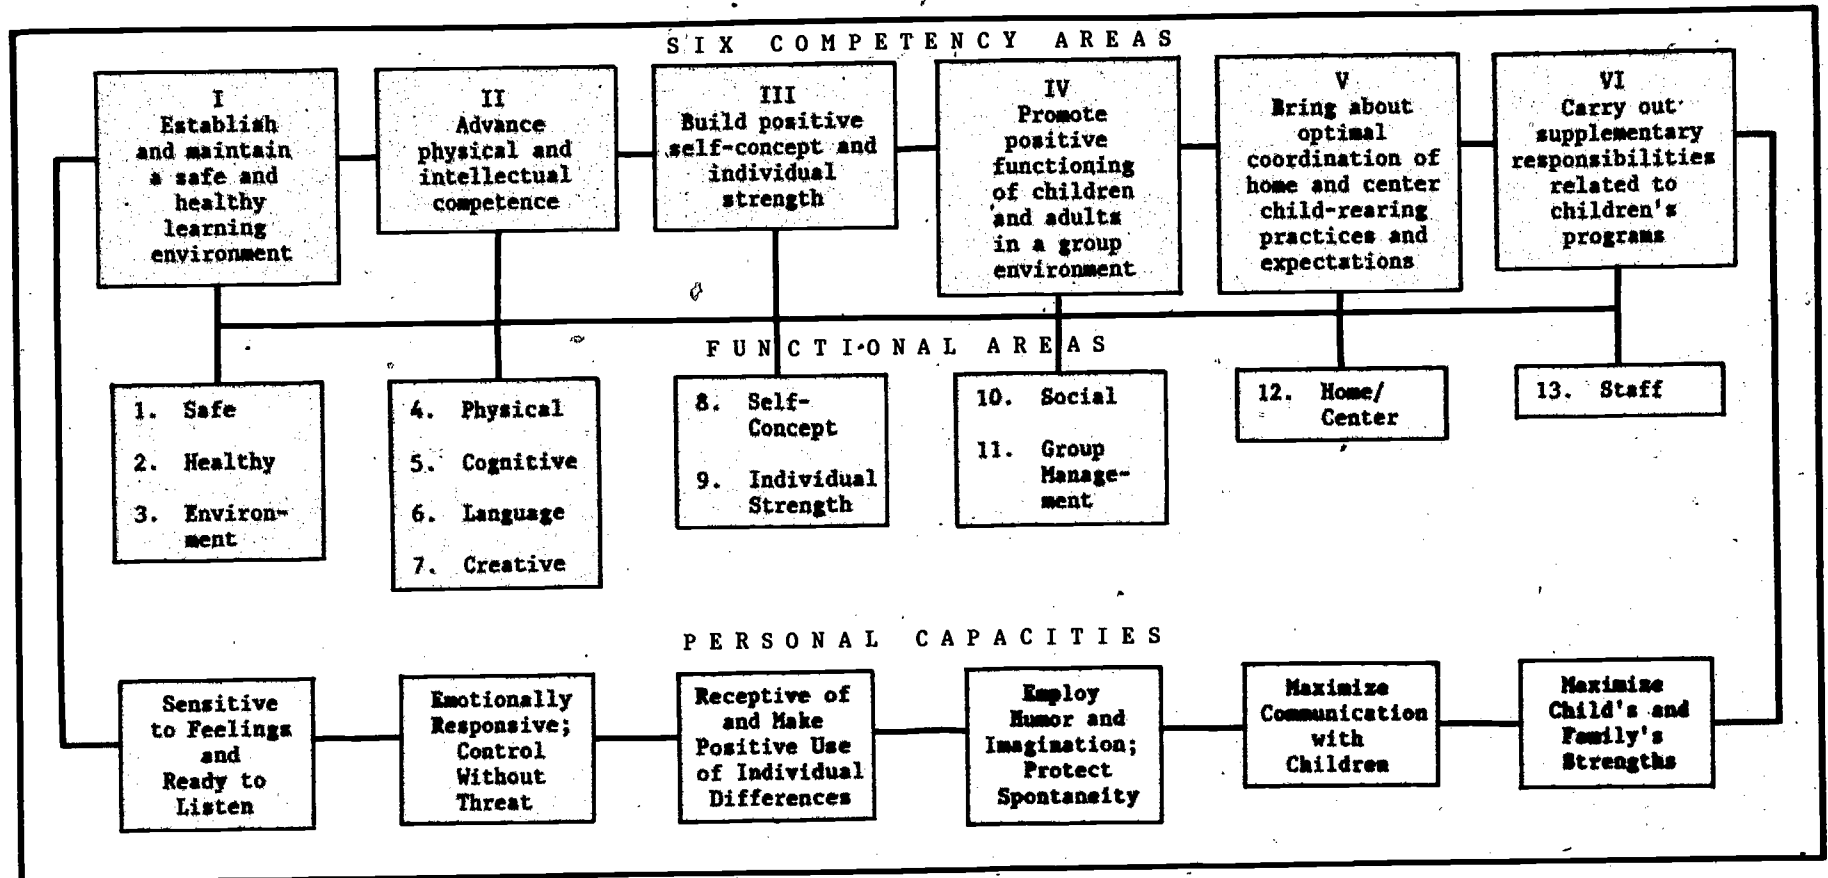 SIX COMPETENCY AREAS
I
Establish
and maintain
a safe and
healthy
learning
environment
II
Advance
physical and
intellectual
competence
III
Build positive
self-concept and
individual
strength
IV
Promote
positive
functioning
of children
and adults
in a group
environment
V
Bring about
optimal
coordination of
home and center
child-rearing
practices and
expectations
VI
Carry out
supplementary
responsibilities
related to
children's
programs
FUNCTIONAL AREAS
1. Safe
2. Healthy
3. Environ-
ment
4. Physical
5. Cognitive
6. Language
7. Creative
8. Self-
Concept
9. Individual
Strength
10. Social
11. Group
Manage-
ment
12. Home/
Center
13. Staff
PERSONAL CAPACITIES
Sensitive
to Feelings
and
Ready to
Listen
Emotionally
Responsive;
Control
Without
Threat
Receptive of
and Make
Positive Use
of Individual
Differences
Employ
Humor and
Imagination;
Protect
Spontaneity
Maximize
Communication
with
Children
Maximize
Child's and
Family's
Strengths